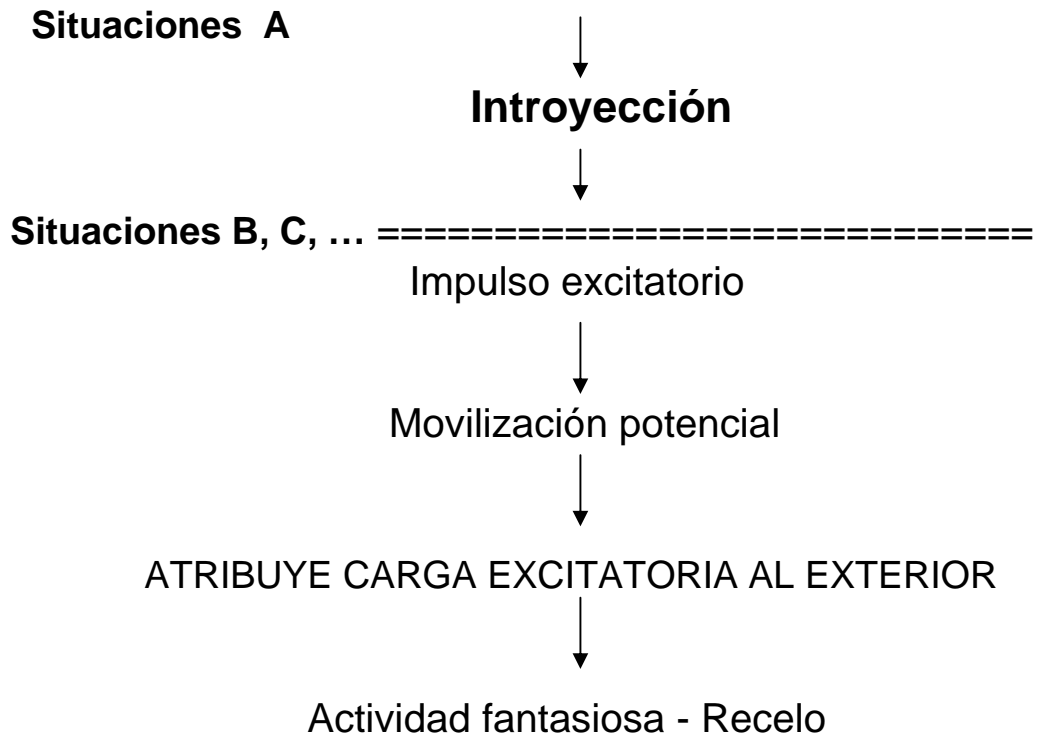 Situaciones A
Introyección
Situaciones B, C, … ============================
Impulso excitatorio
Movilización potencial
ATRIBUYE CARGA EXCITATORIA AL EXTERIOR
Actividad fantasiosa - Recelo